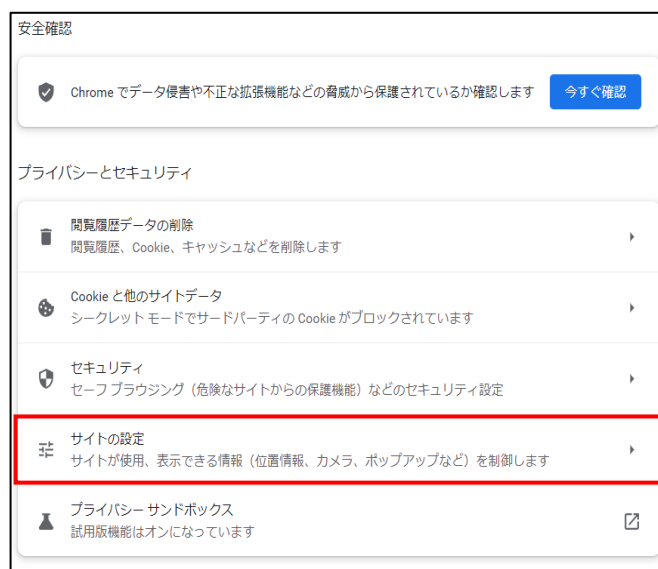 安全確認
Chrome でデータ侵害や不正な拡張機能などの脅威から保護されているか確認します
今すぐ確認
プライバシーとセキュリティ
閲覧履歴データの削除
閲覧履歴、Cookie、キャッシュなどを削除します
Cookie と他のサイトデータ
シークレット モードでサードパーティの Cookie がブロックされています
セキュリティ
セーフ ブラウジング（危険なサイトからの保護機能）などのセキュリティ設定
サイトの設定
サイトが使用、表示できる情報（位置情報、カメラ、ポップアップなど）を制御します
プライバシー サンドボックス
試用版機能はオンになっています